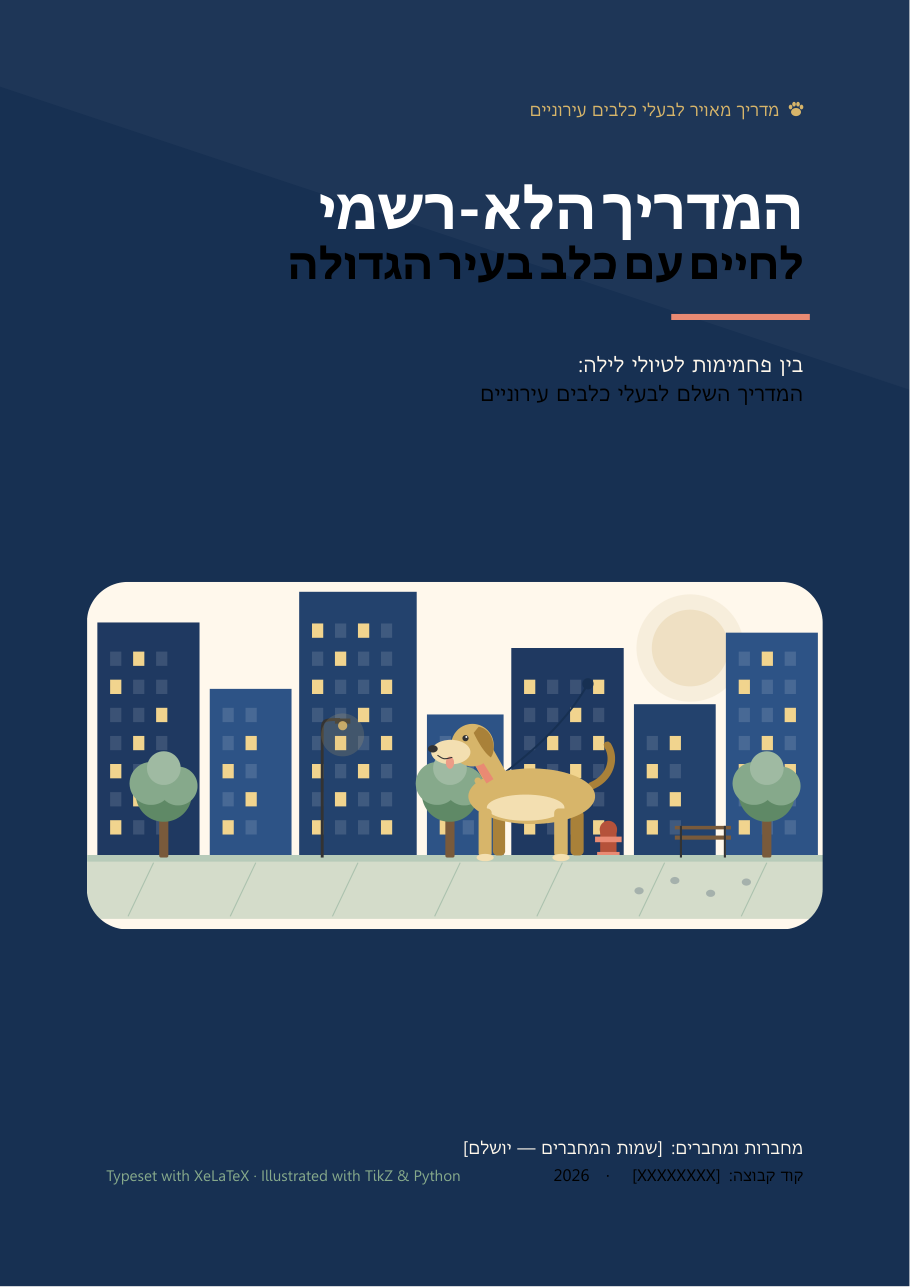 מדריך מאויר לבעלי כלבים עירוניים
המדריך הלא-רשמי
לחיים עם כלב בעיר הגדולה
בין פחמימות לטיולי לילה:
המדריך השלם לבעלי כלבים עירוניים
מחברות ומחברים: [שמות המחברים — יושלם]
קוד קבוצה: [XXXXXXXX] · 2026
Typeset with XeLaTeX · Illustrated with TikZ & Python